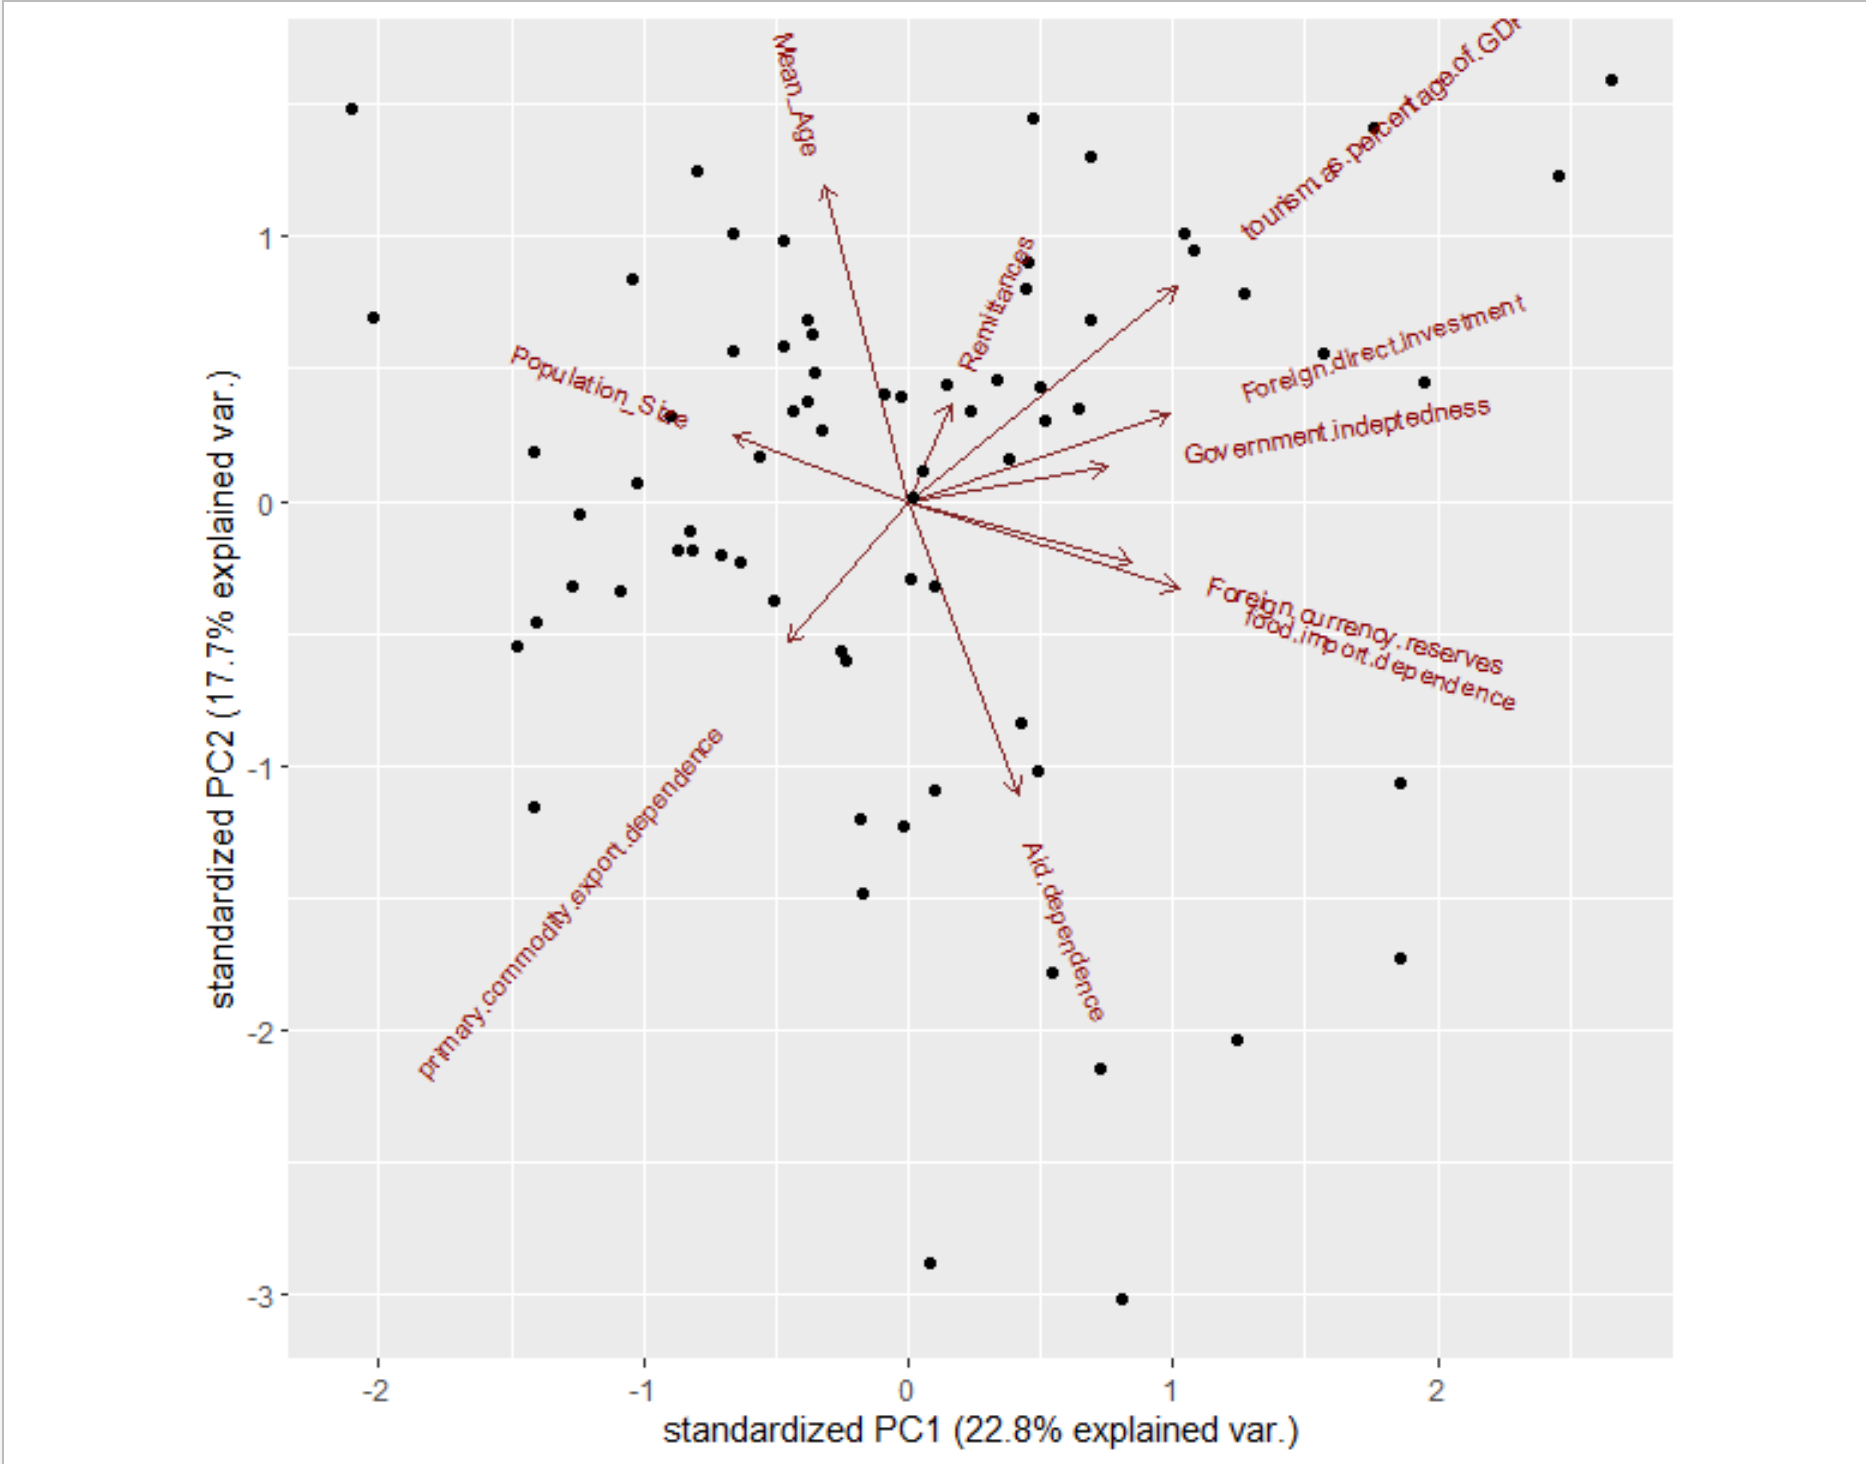 Mean_Age
tourism.as.percentage.of.GDP
Remittances
Foreign.direct.investment
Population_Size
Government.indeptedness
Foreign.currency.reserves
food.import.dependence
primary.commodity.export.dependence
Aid.dependence
standardized PC2 (17.7% explained var.)
1
0
-1
-2
-3
-2
-1
0
1
2
standardized PC1 (22.8% explained var.)